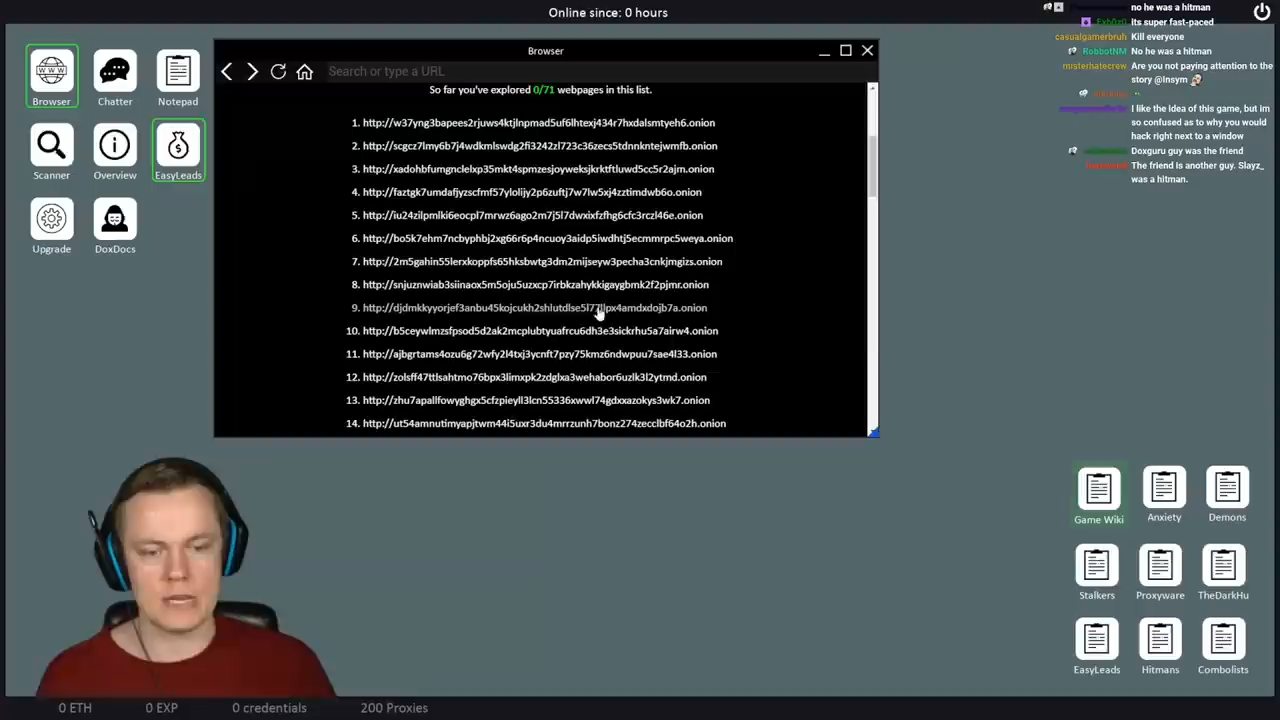 Online since: 0 hours
no he was a hitman
its super fast-paced
casualgamerbruh Kill everyone
RobbotNM No he was a hitman
mristerhatecrew Are you not paying attention to the
story @Insym
I like the idea of this game, but im
so confused as to why you would
hack right next to a window
Doxguru guy was the friend
The friend is another guy. Slayz_
was a hitman.
Browser
Chatter
Notepad
Scanner
Overview
EasyLeads
Upgrade
DoxDocs
Browser
WWW
Search or type a URL
So far you've explored 0/71 webpages in this list.
1. http://w37yng3bapees2rjuws4ktjlnpmad5uf6lhtexj434r7hxdalsmtyeh6.onion
2. http://scgcz7lmy6b7j4wdkmlswdg2fi3242zl723c36zecs5tdnnkntejwmfb.onion
3. http://xadohbfumgnclelxp35mkt4spmzesjoyweksjkrktftluwd5cc5r2ajm.onion
4. http://faztgk7umdafjyzscfmf57ylolijy2p6zuftj7w7lw5xj4zztimdwb6o.onion
5. http://iu24zilpmlki6eocpl7mrwz6ago2m7j5l7dwxixfzfhg6cfc3rczl46e.onion
6. http://bo5k7ehm7ncbyphbj2xg66r6p4ncuoy3aidp5iwdhtj5ecmmrpc5weya.onion
7. http://2m5gahin55lerxkoppfs65hksbwtg3dm2mijseyw3pecha3cnkjmgizs.onion
8. http://snjuznwiab3siinaox5m5oju5uzxcp7irbkzahykkigaygbmk2f2pjmr.onion
10. http://b5ceywlmzsfpsod5d2ak2mcplubtyuafrcu6dh3e3sickrhu5a7airw4.onion
11. http://ajbgrtams4ozu6g72wfy2l4txj3ycnft7pzy75kmz6ndwpuu7sae4l33.onion
12. http://zolsff47ttlsahtmo76bpx3limxpk2zdglxa3wehabor6uzlk3l2ytmd.onion
13. http://zhu7apallfowyghgx5cfzpieyll3lcn55336xwwl74gdxxazokys3wk7.onion
14. http://ut54amnutimyapjtwm44i5uxr3du4mrrzunh7bonz274zecclbf64o2h.onion
Game Wiki
Anxiety
Demons
Stalkers
Proxyware
TheDarkHu
EasyLeads
Hitmans
Combolists
0 ETH
0 EXP
0 credentials
200 Proxies